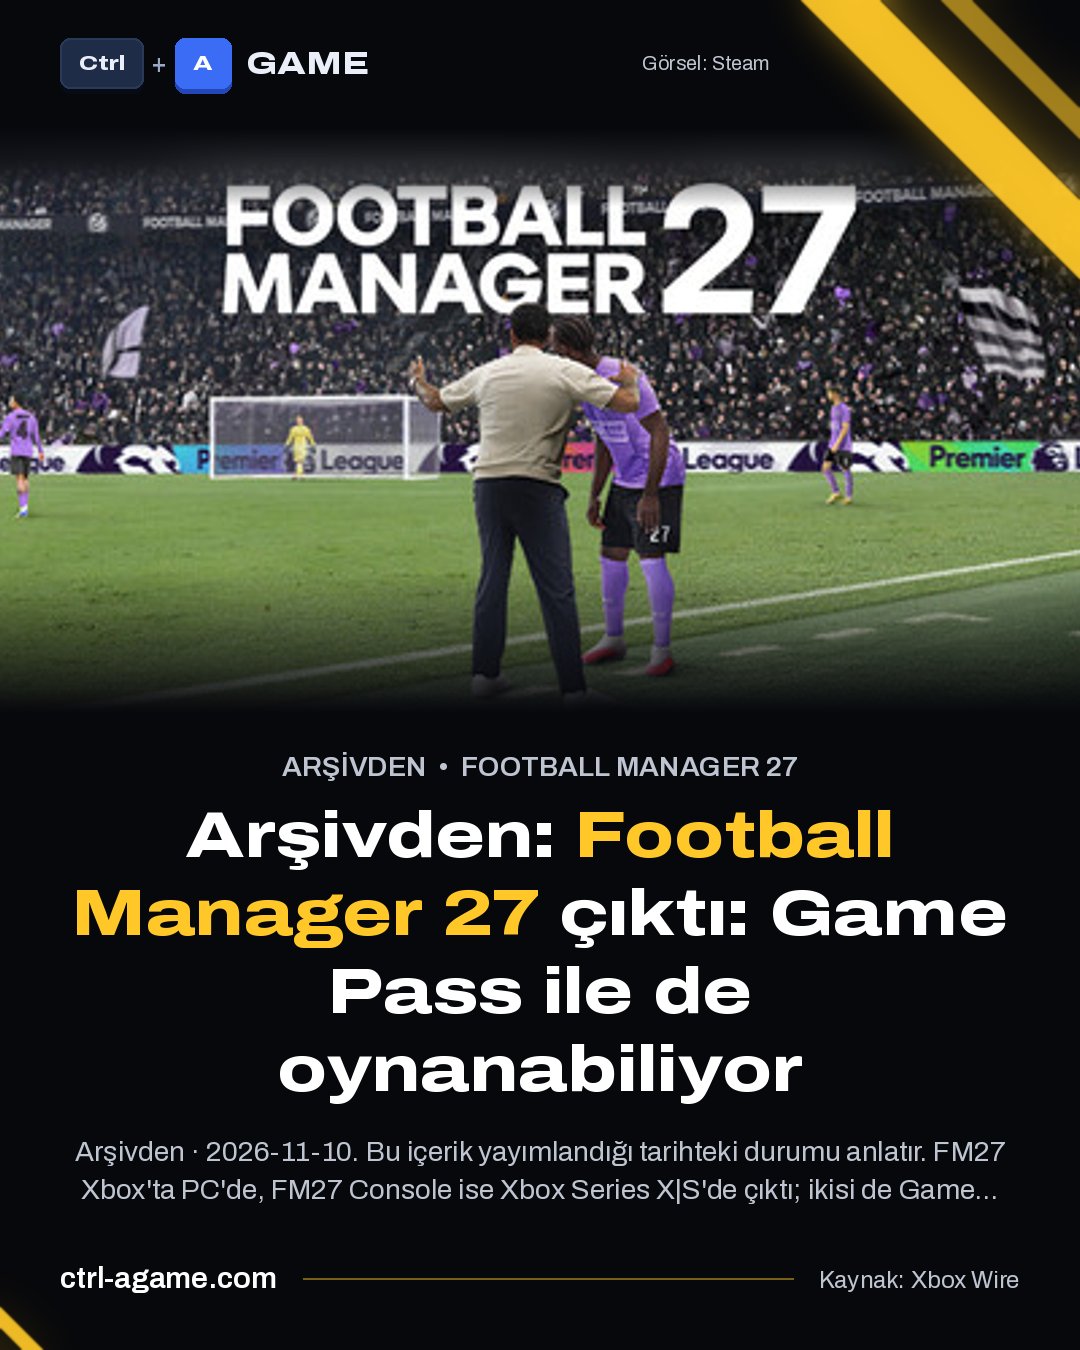 Ctrl + A GAME
Görsel: Steam
FOOTBALL MANAGER
FOOTBALL
MANAGER 27
Premier League
League
Premier
27
4
ARŞİVDEN • FOOTBALL MANAGER 27
Arşivden: Football
Manager 27 çıktı: Game
Pass ile de
oynanabiliyor
Arşivden · 2026-11-10. Bu içerik yayımlandığı tarihteki durumu anlatır. FM27
Xbox'ta PC'de, FM27 Console ise Xbox Series X|S'de çıktı; ikisi de Game...
ctrl-agame.com
Kaynak: Xbox Wire